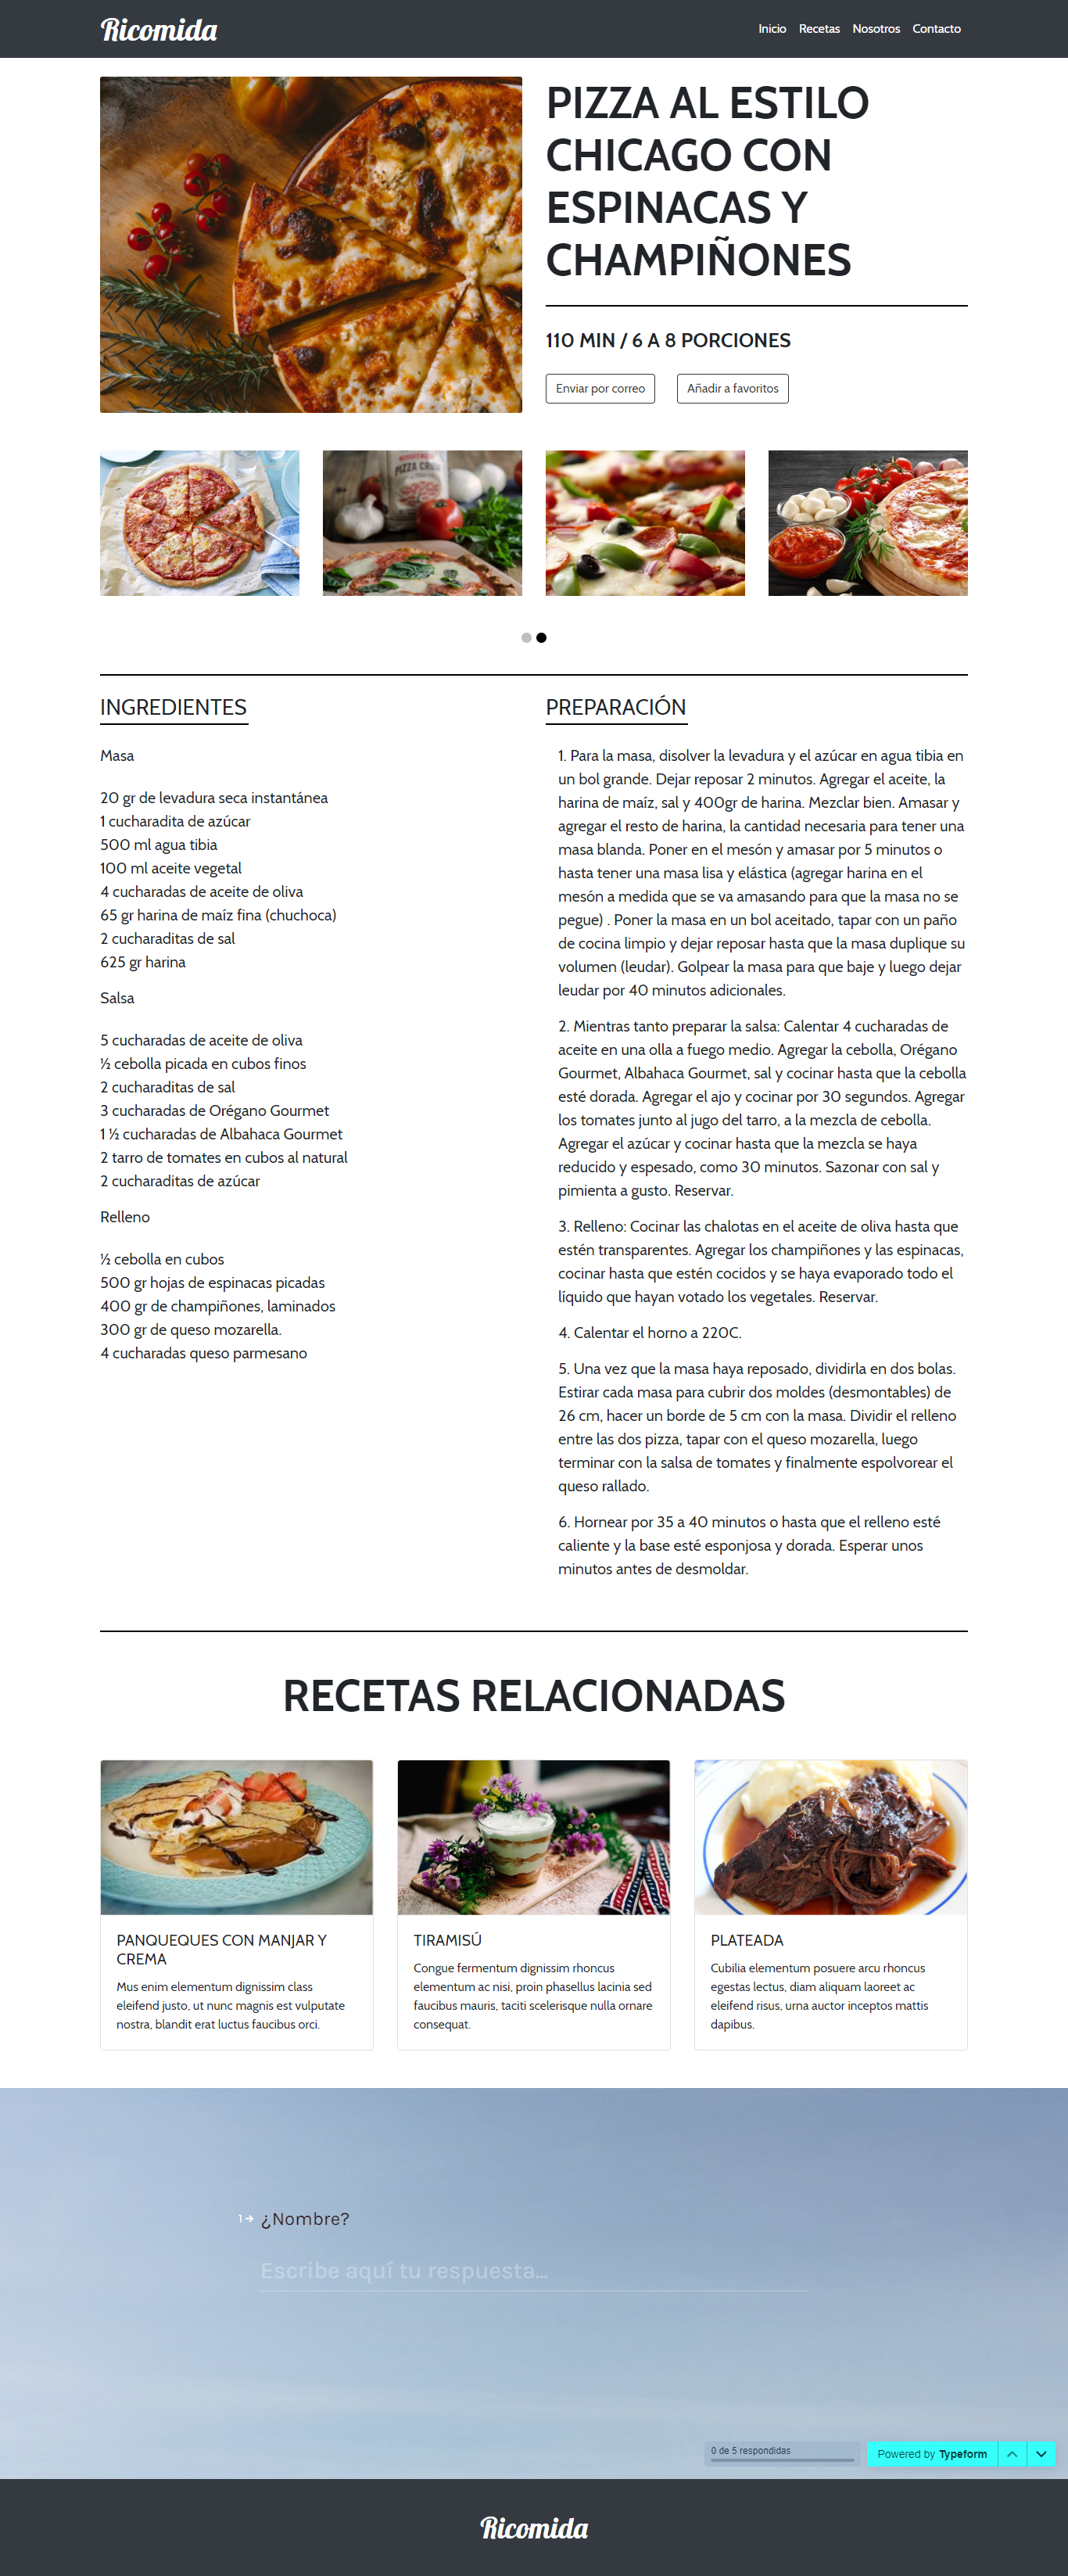 Ricomida
Inicio Recetas Nosotros Contacto
PIZZA AL ESTILO
CHICAGO CON
ESPINACAS Y
CHAMPIÑONES
110 MIN / 6 A 8 PORCIONES
Enviar por correo Añadir a favoritos
PIZZA
INGREDIENTES
Masa
20 gr de levadura seca instantánea
1 cucharadita de azúcar
500 ml agua tibia
100 ml aceite vegetal
4 cucharadas de aceite de oliva
65 gr harina de maíz fina (chuchoca)
2 cucharaditas de sal
625 gr harina
Salsa
5 cucharadas de aceite de oliva
½ cebolla picada en cubos finos
2 cucharaditas de sal
3 cucharadas de Orégano Gourmet
1 ½ cucharadas de Albahaca Gourmet
2 tarro de tomates en cubos al natural
2 cucharaditas de azúcar
Relleno
½ cebolla en cubos
500 gr hojas de espinacas picadas
400 gr de champiñones, laminados
300 gr de queso mozarella.
4 cucharadas queso parmesano
PREPARACIÓN
1. Para la masa, disolver la levadura y el azúcar en agua tibia en
un bol grande. Dejar reposar 2 minutos. Agregar el aceite, la
harina de maíz, sal y 400gr de harina. Mezclar bien. Amasar y
agregar el resto de harina, la cantidad necesaria para tener una
masa blanda. Poner en el mesón y amasar por 5 minutos o
hasta tener una masa lisa y elástica (agregar harina en el
mesón a medida que se va amasando para que la masa no se
pegue) . Poner la masa en un bol aceitado, tapar con un paño
de cocina limpio y dejar reposar hasta que la masa duplique su
volumen (leudar). Golpear la masa para que baje y luego dejar
leudar por 40 minutos adicionales.
2. Mientras tanto preparar la salsa: Calentar 4 cucharadas de
aceite en una olla a fuego medio. Agregar la cebolla, Orégano
Gourmet, Albahaca Gourmet, sal y cocinar hasta que la cebolla
esté dorada. Agregar el ajo y cocinar por 30 segundos. Agregar
los tomates junto al jugo del tarro, a la mezcla de cebolla.
Agregar el azúcar y cocinar hasta que la mezcla se haya
reducido y espesado, como 30 minutos. Sazonar con sal y
pimienta a gusto. Reservar.
3. Relleno: Cocinar las chalotas en el aceite de oliva hasta que
estén transparentes. Agregar los champiñones y las espinacas,
cocinar hasta que estén cocidos y se haya evaporado todo el
líquido que hayan votado los vegetales. Reservar.
4. Calentar el horno a 220C.
5. Una vez que la masa haya reposado, dividirla en dos bolas.
Estirar cada masa para cubrir dos moldes (desmontables) de
26 cm, hacer un borde de 5 cm con la masa. Dividir el relleno
entre las dos pizza, tapar con el queso mozarella, luego
terminar con la salsa de tomates y finalmente espolvorear el
queso rallado.
6. Hornear por 35 a 40 minutos o hasta que el relleno esté
caliente y la base esté esponjosa y dorada. Esperar unos
minutos antes de desmoldar.
RECETAS RELACIONADAS
PANQUEQUES CON MANJAR Y
CREMA
Mus enim elementum dignissim class
eleifend justo, ut nunc magnis est vulputate
nostra, blandit erat luctus faucibus orci.
TIRAMISÚ
Congue fermentum dignissim rhoncus
elementum ac nisi, proin phasellus lacinia sed
faucibus mauris, taciti scelerisque nulla ornare
consequat.
PLATEADA
Cubilia elementum posuere arcu rhoncus
egestas lectus, diam aliquam laoreet ac
eleifend risus, urna auctor inceptos mattis
dapibus.
1 ¿Nombre?
Escribe aquí tu respuesta...
0 de 5 respondidas
Powered by Typeform
Ricomida